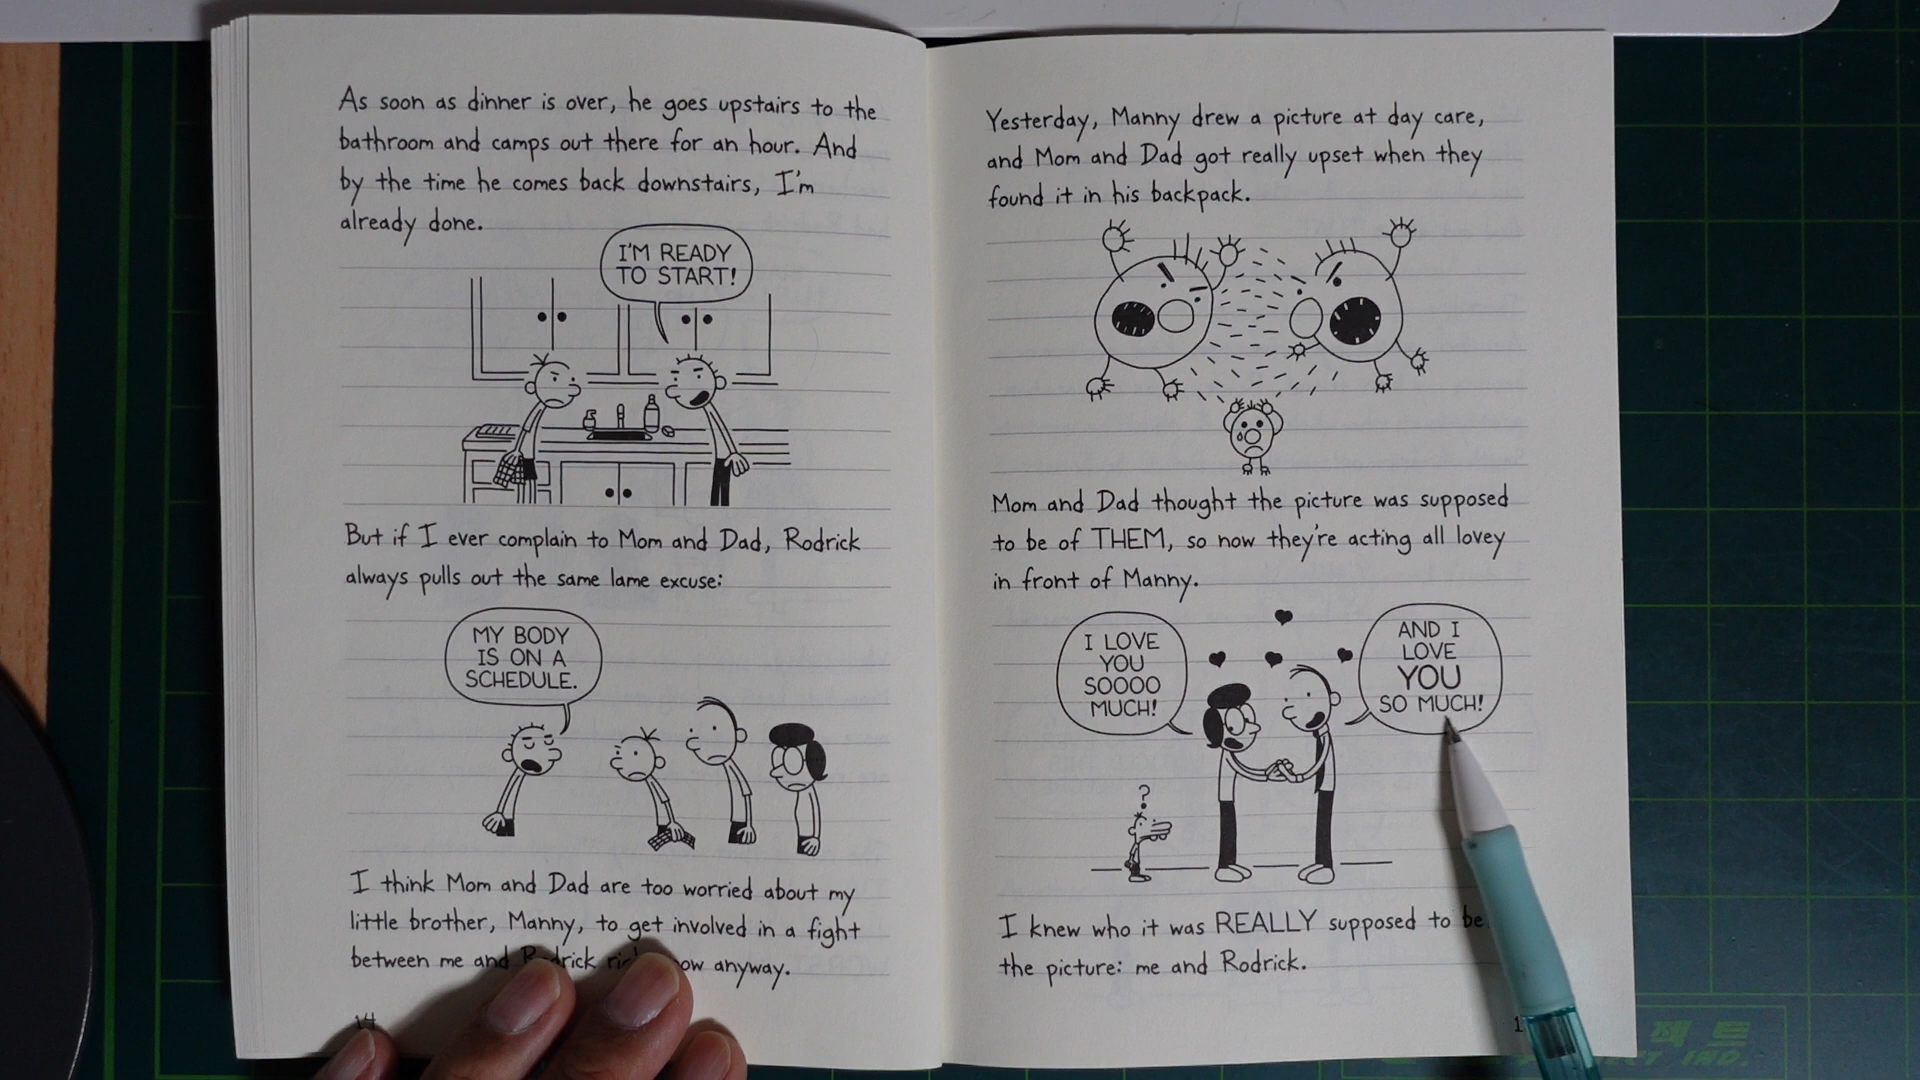 As soon as dinner is over, he goes upstairs to the
bathroom and camps out there for an hour. And
by the time he comes back downstairs, I'm
already done.
I'M READY
TO START!
But if I ever complain to Mom and Dad, Rodrick
always pulls out the same lame excuse:
MY BODY
IS ON A
SCHEDULE.
I think Mom and Dad are too worried about my
little brother, Manny, to get involved in a fight
between me and Rodrick anyway.
14
Yesterday, Manny drew a picture at day care,
and Mom and Dad got really upset when they
found it in his backpack.
Mom and Dad thought the picture was supposed
to be of THEM, so now they're acting all lovey
in front of Manny.
I LOVE
YOU
SOOOO
MUCH!
AND I
LOVE
YOU
SO MUCH!
?
I knew who it was REALLY supposed to be
the picture: me and Rodrick.
IND.